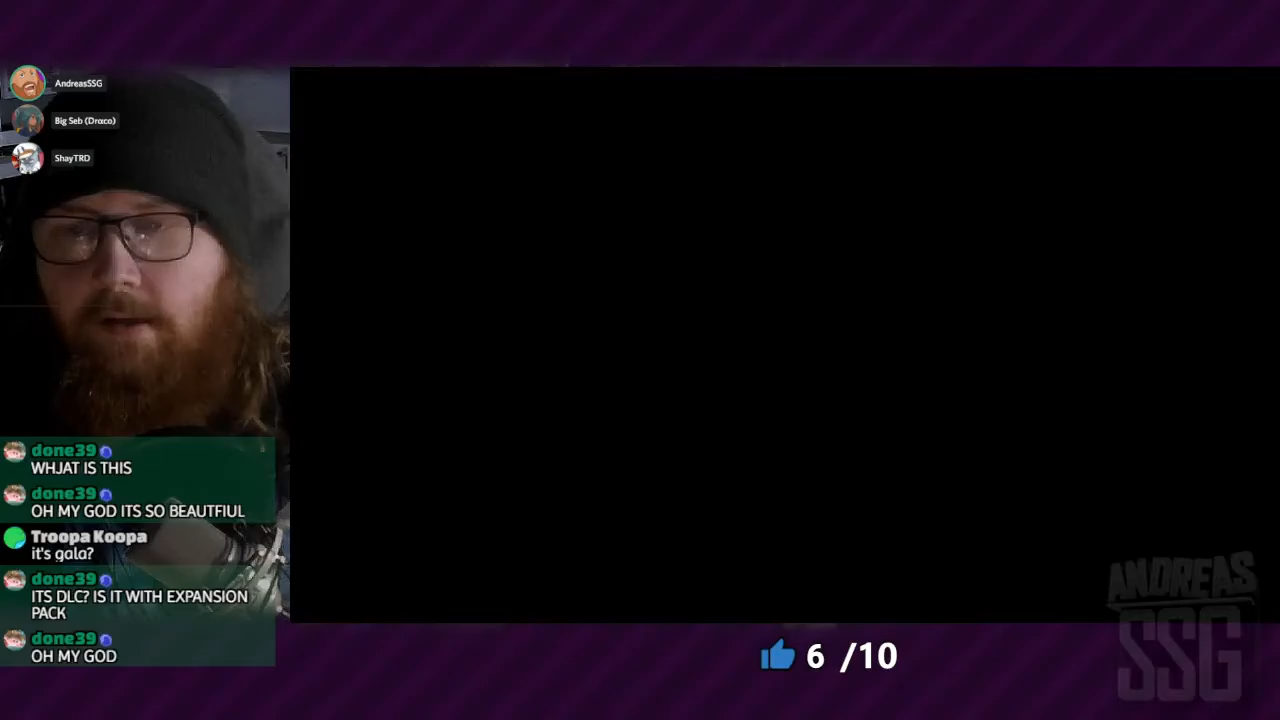 AndreasSSG
Big Seb (Draco)
ShayTRD
done39
WHJAT IS THIS
done39
OH MY GOD ITS SO BEAUTFIUL
Troopa Koopa
it's gala?
done39
ITS DLC? IS IT WITH EXPANSION
PACK
done39
OH MY GOD
6 /10
ANDREAS
SSG